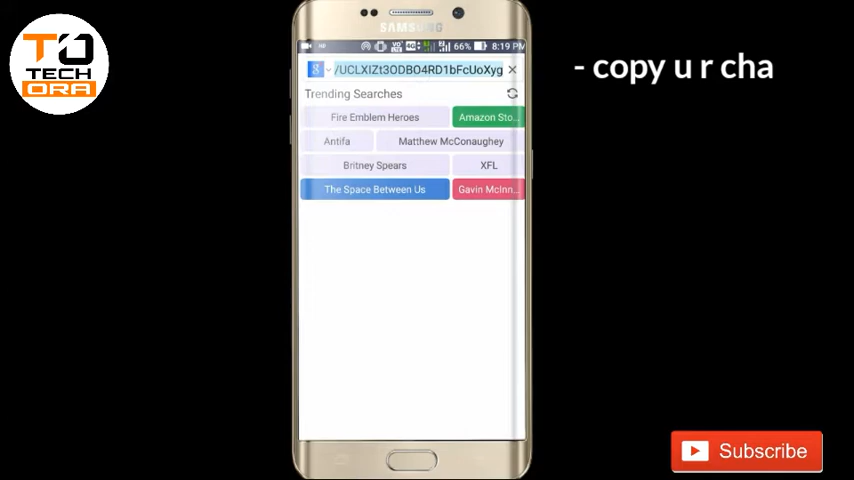 TO
TECH
ORA
SAMSUNG
66% 8:19 PM
/UCLXIZt3ODBO4RD1bFcUoXyg
Trending Searches
Fire Emblem Heroes
Amazon Sto...
Antifa
Matthew McConaughey
Britney Spears
XFL
The Space Between Us
Gavin McInn...
- copy u r cha
Subscribe